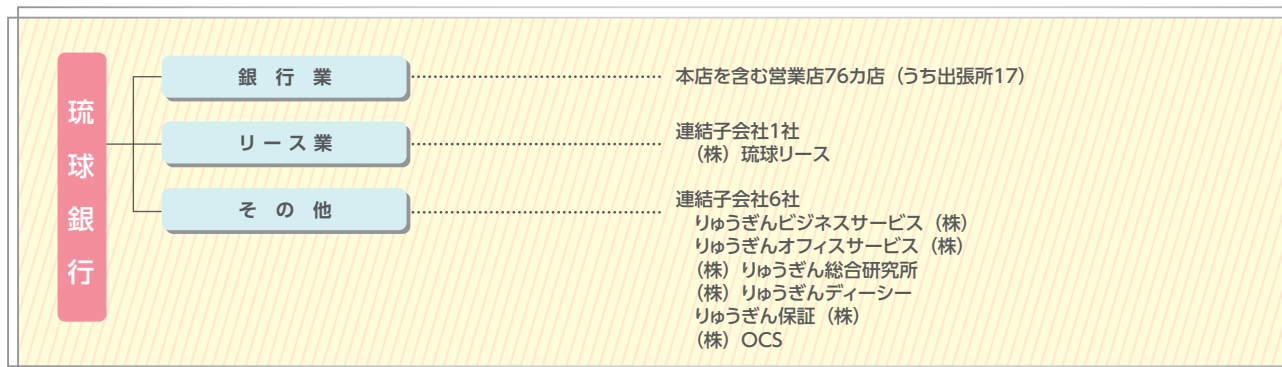 琉球銀行
銀行業
本店を含む営業店76カ店（うち出張所17）
リース業
連結子会社1社
（株）琉球リース
その他
連結子会社6社
りゅうぎんビジネスサービス（株）
りゅうぎんオフィスサービス（株）
（株）りゅうぎん総合研究所
（株）りゅうぎんディーシー
りゅうぎん保証（株）
（株）OCS